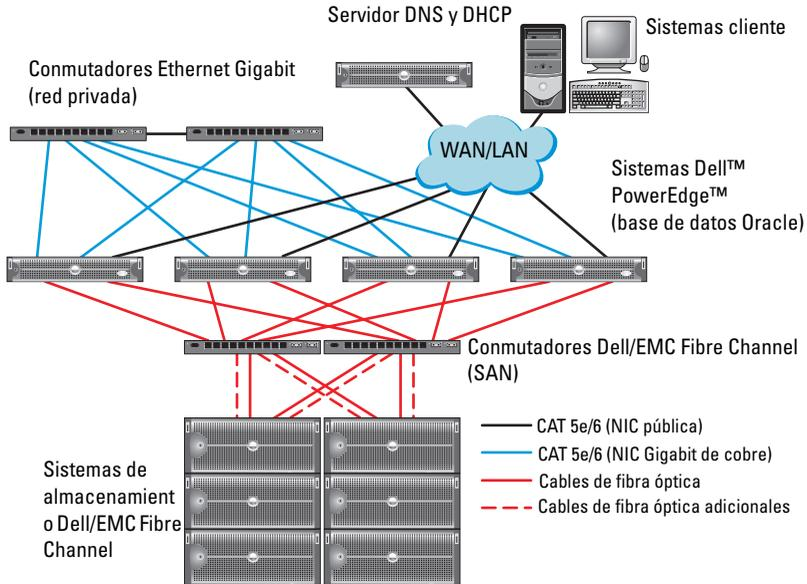 Servidor DNS y DHCP
Sistemas cliente
Conmutadores Ethernet Gigabit
(red privada)
WAN/LAN
Sistemas Dell™
PowerEdge™
(base de datos Oracle)
Conmutadores Dell/EMC Fibre Channel
(SAN)
CAT 5e/6 (NIC pública)
CAT 5e/6 (NIC Gigabit de cobre)
Cables de fibra óptica
Cables de fibra óptica adicionales
Sistemas de
almacenamient
o Dell/EMC Fibre
Channel